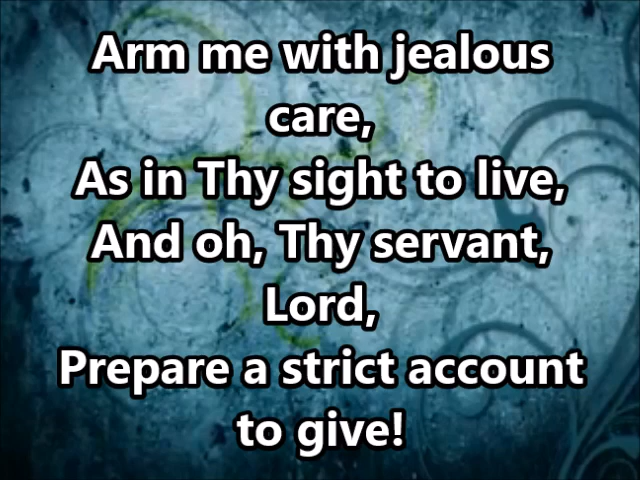 Arm me with jealous
care,
As in Thy sight to live,
And oh, Thy servant,
Lord,
Prepare a strict account
to give!